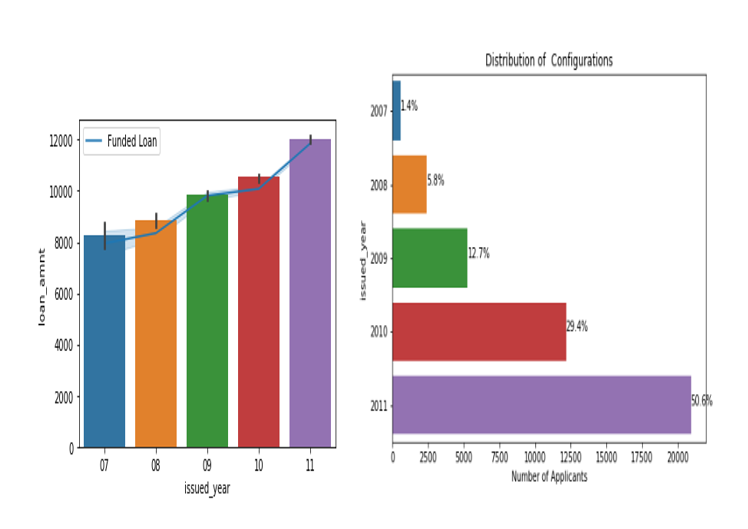 loan_amnt
12000
10000
8000
6000
4000
2000
0
Funded Loan
07 08 09 10 11
issued_year
Distribution of Configurations
issued_year
2007 1.4%
2008 5.8%
2009 12.7%
2010 29.4%
2011 50.6%
0 2500 5000 7500 10000 12500 15000 17500 20000
Number of Applicants